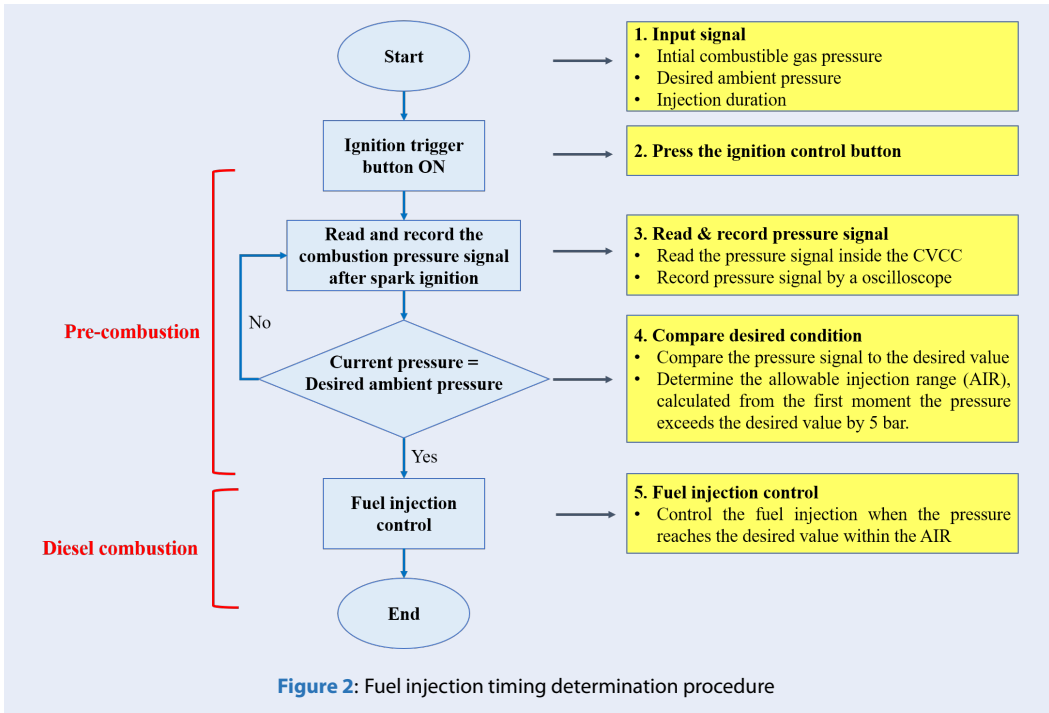 Start
1. Input signal
• Intial combustible gas pressure
• Desired ambient pressure
• Injection duration
Ignition trigger
button ON
2. Press the ignition control button
Read and record the
combustion pressure signal
after spark ignition
3. Read & record pressure signal
• Read the pressure signal inside the CVCC
• Record pressure signal by a oscilloscope
Pre-combustion
No
Current pressure =
Desired ambient pressure
4. Compare desired condition
• Compare the pressure signal to the desired value
• Determine the allowable injection range (AIR),
calculated from the first moment the pressure
exceeds the desired value by 5 bar.
Yes
Diesel combustion
Fuel injection
control
5. Fuel injection control
• Control the fuel injection when the pressure
reaches the desired value within the AIR
End
Figure 2: Fuel injection timing determination procedure